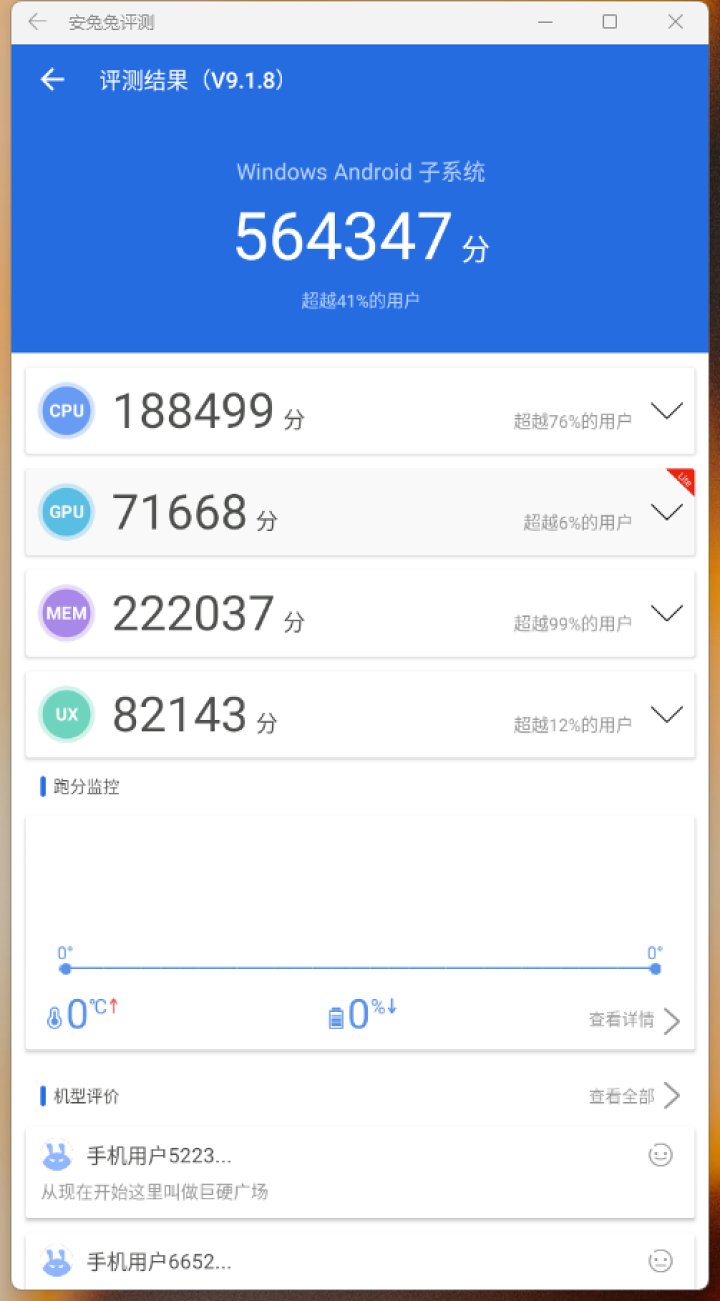 安兔兔评测
评测结果（V9.1.8）
Windows Android 子系统
564347 分
超越41%的用户
CPU 188499 分 超越76%的用户
Lite
GPU 71668 分 超越6%的用户
MEM 222037 分 超越99%的用户
UX 82143 分 超越12%的用户
跑分监控
0° 0°
0℃↑ 0%↓ 查看详情
机型评价 查看全部
手机用户5223...
从现在开始这里叫做巨硬广场
手机用户6652...